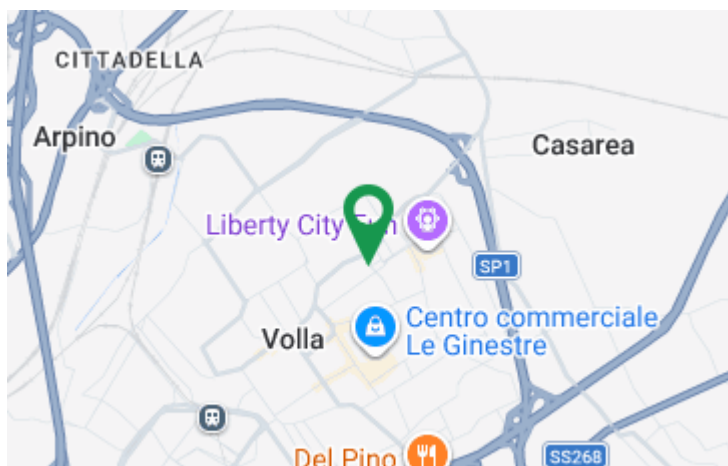 CITTADELLA
Arpino
Casarea
Liberty City Fun
SP1
Centro commerciale
Le Ginestre
Volla
Del Pino
SS268